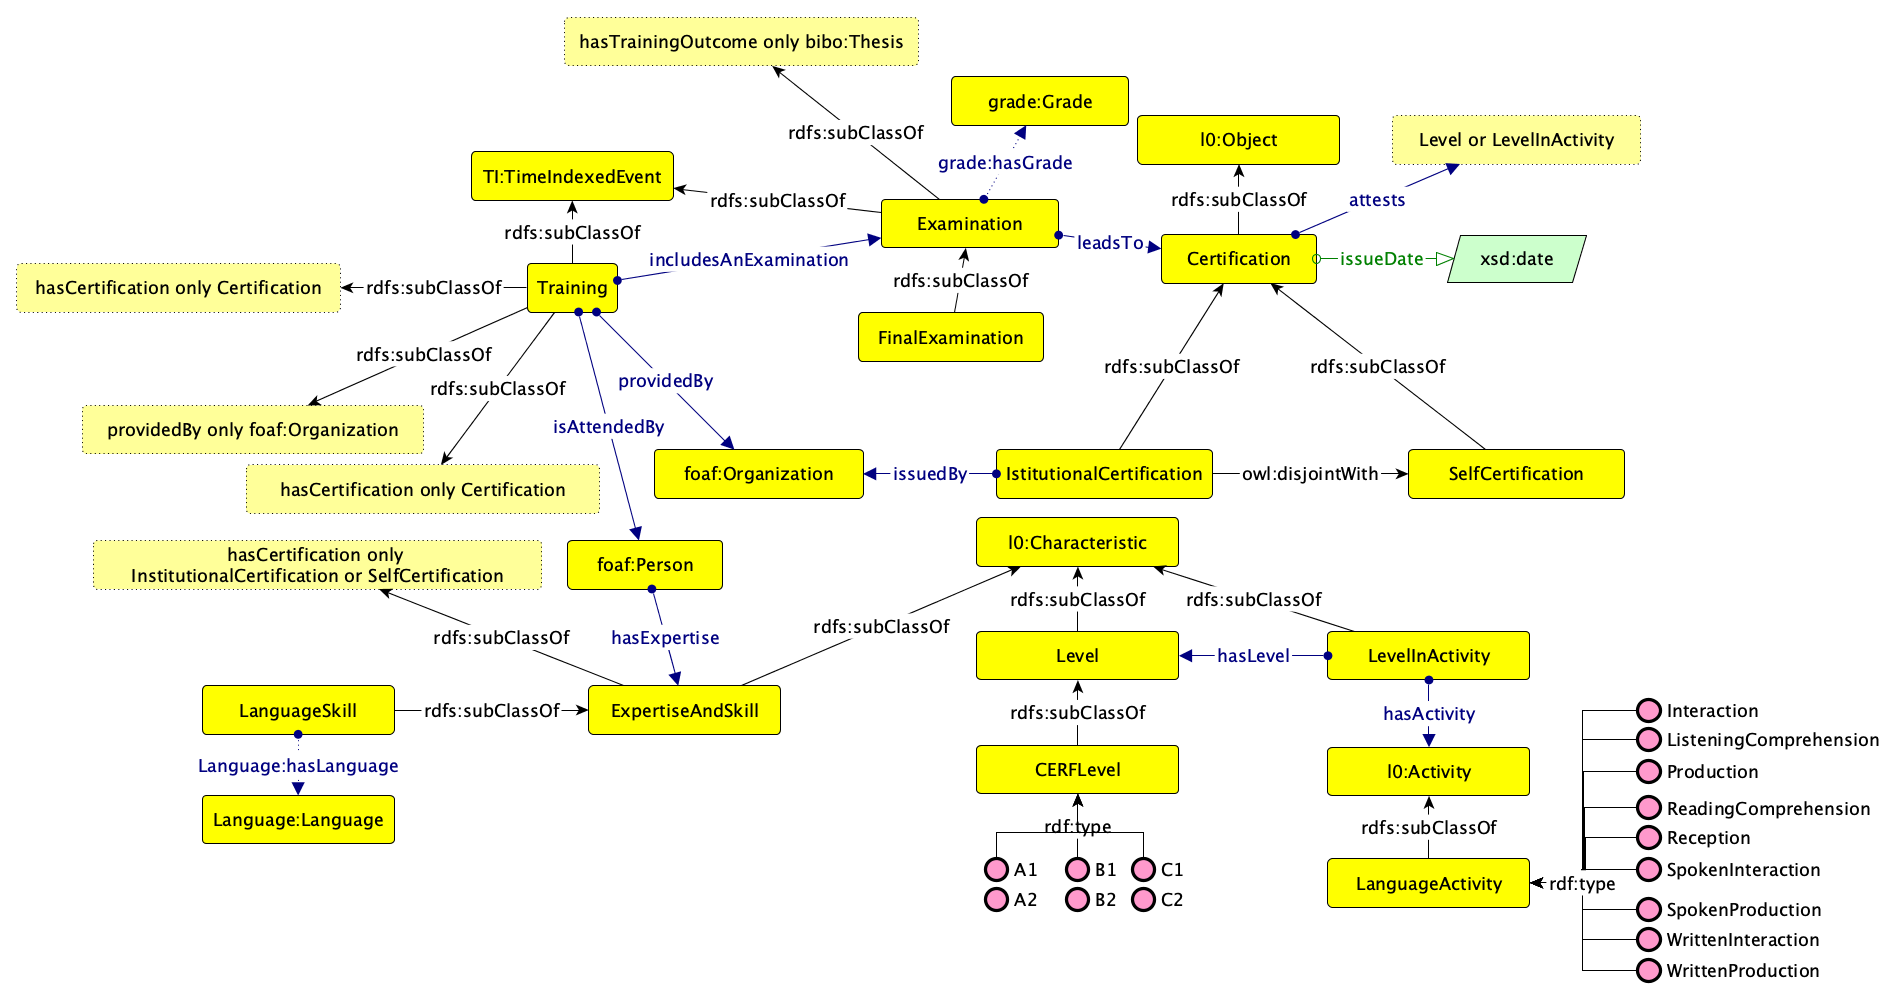 hasTrainingOutcome only bibo:Thesis
grade:Grade
rdfs:subClassOf
l0:Object
Level or LevelInActivity
grade:hasGrade
TI:TimeIndexedEvent
rdfs:subClassOf
rdfs:subClassOf
attests
Examination
rdfs:subClassOf
leadsTo
includesAnExamination
Certification
issueDate
xsd:date
rdfs:subClassOf
hasCertification only Certification
rdfs:subClassOf
Training
FinalExamination
rdfs:subClassOf
rdfs:subClassOf
rdfs:subClassOf
providedBy
rdfs:subClassOf
providedBy only foaf:Organization
isAttendedBy
foaf:Organization
issuedBy
IstitutionalCertification
owl:disjointWith
SelfCertification
hasCertification only Certification
l0:Characteristic
hasCertification only
InstitutionalCertification or SelfCertification
foaf:Person
rdfs:subClassOf
rdfs:subClassOf
rdfs:subClassOf
rdfs:subClassOf
hasExpertise
Level
hasLevel
LevelInActivity
LanguageSkill
rdfs:subClassOf
ExpertiseAndSkill
rdfs:subClassOf
hasActivity
Interaction
ListeningComprehension
Language:hasLanguage
CERFLevel
l0:Activity
Production
ReadingComprehension
Language:Language
rdf:type
rdfs:subClassOf
Reception
A1
B1
C1
SpokenInteraction
LanguageActivity
rdf:type
A2
B2
C2
SpokenProduction
WrittenInteraction
WrittenProduction